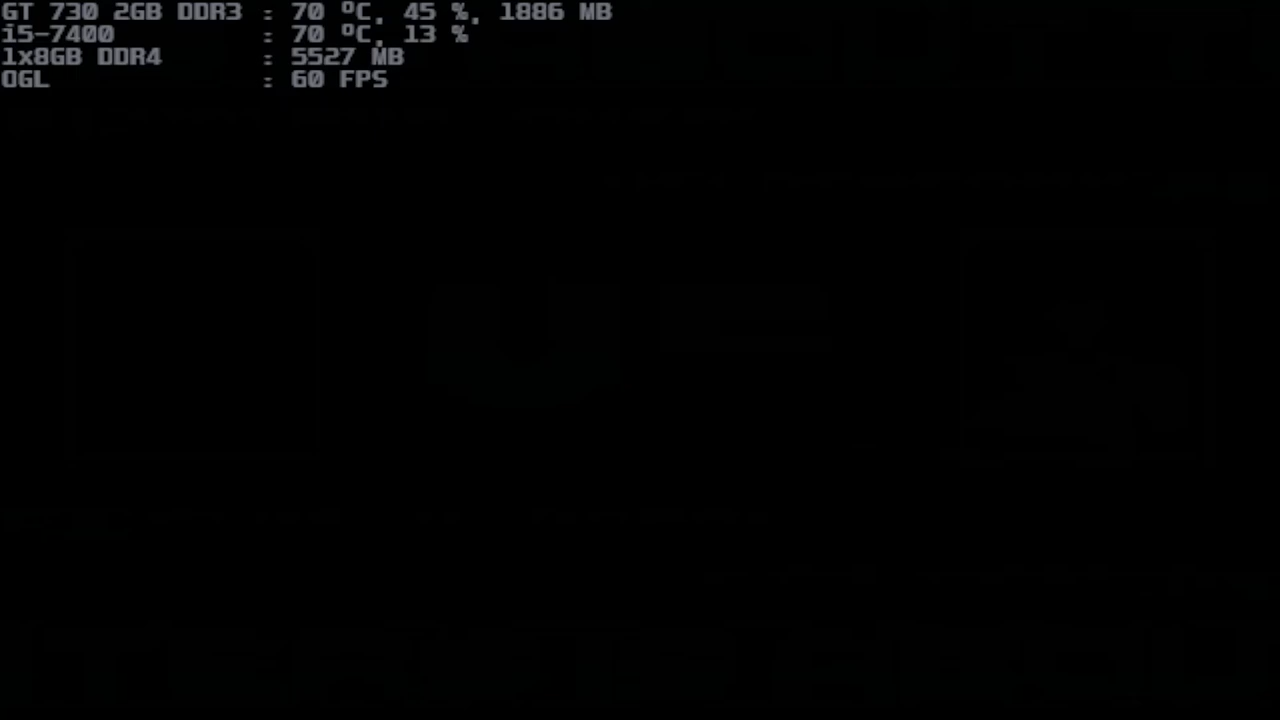 GT 730 2GB DDR3 : 70 ºC, 45 %, 1886 MB
i5-7400 : 70 ºC, 13 %
1x8GB DDR4 : 5527 MB
OGL : 60 FPS